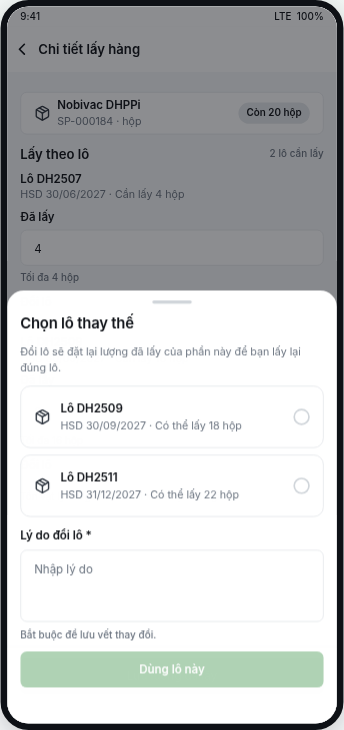 9:41
LTE 100%
Chi tiết lấy hàng
Nobivac DHPPi
SP-000184 · hộp
Còn 20 hộp
Lấy theo lô
2 lô cần lấy
Lô DH2507
HSD 30/06/2027 · Cần lấy 4 hộp
Đã lấy
4
Tối đa 4 hộp
Chọn lô thay thế
Đổi lô sẽ đặt lại lượng đã lấy của phần này để bạn lấy lại
đúng lô.
Lô DH2509
HSD 30/09/2027 · Có thể lấy 18 hộp
Lô DH2511
HSD 31/12/2027 · Có thể lấy 22 hộp
Lý do đổi lô *
Nhập lý do
Bắt buộc để lưu vết thay đổi.
Dùng lô này